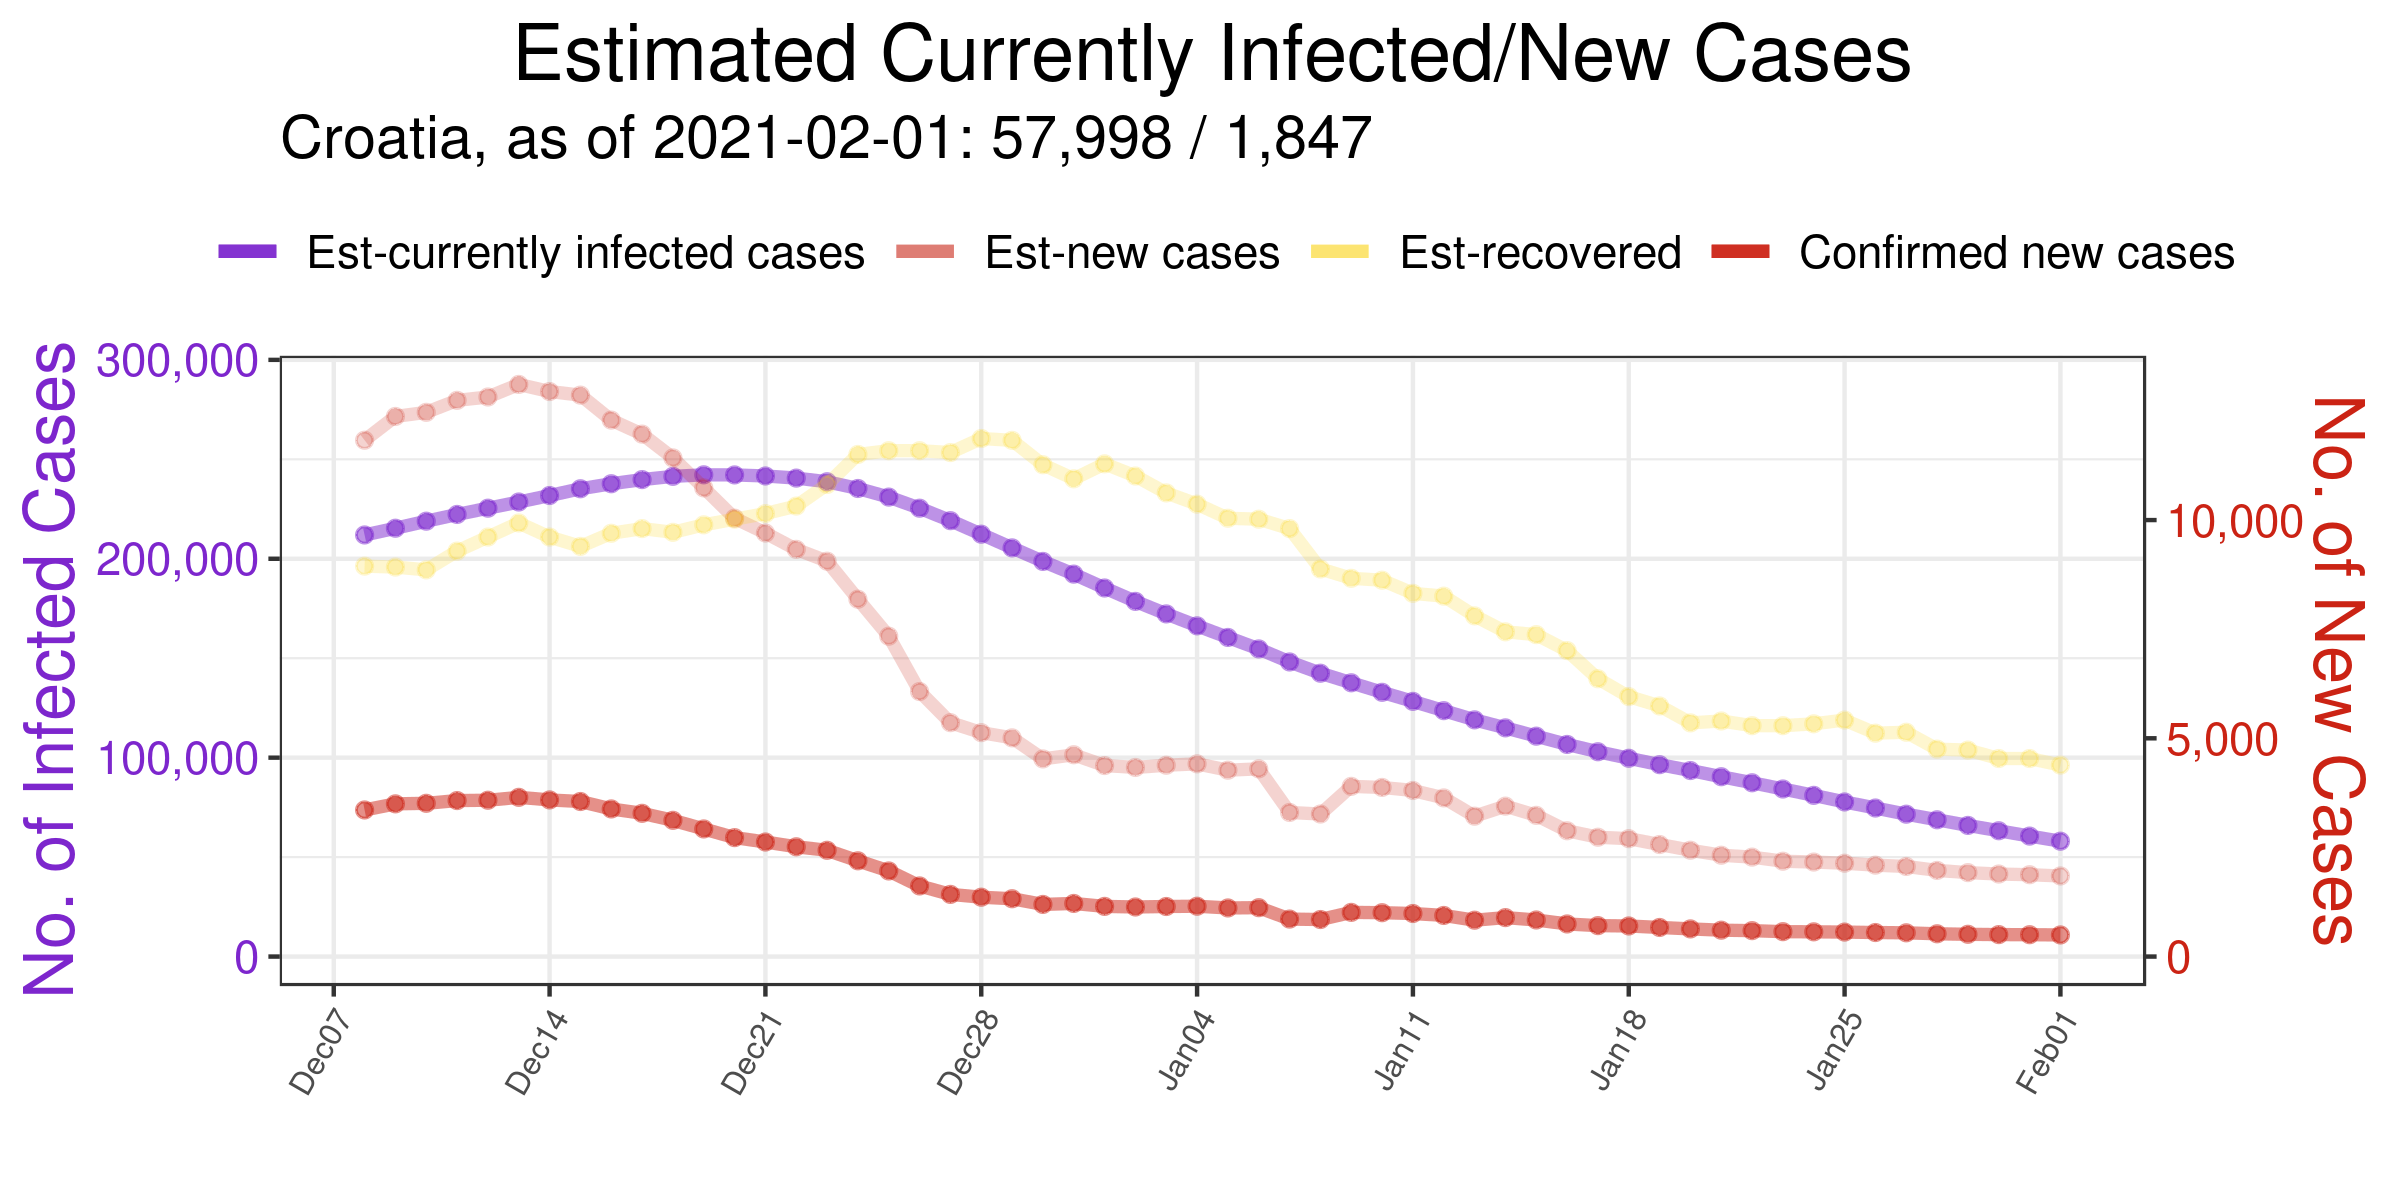 Estimated Currently Infected/New Cases
Croatia, as of 2021-02-01: 57,998 / 1,847
Est-currently infected cases Est-new cases Est-recovered Confirmed new cases
No. of Infected Cases
300,000
200,000
100,000
0
No. of New Cases
10,000
5,000
0
Dec07 Dec14 Dec21 Dec28 Jan04 Jan11 Jan18 Jan25 Feb01